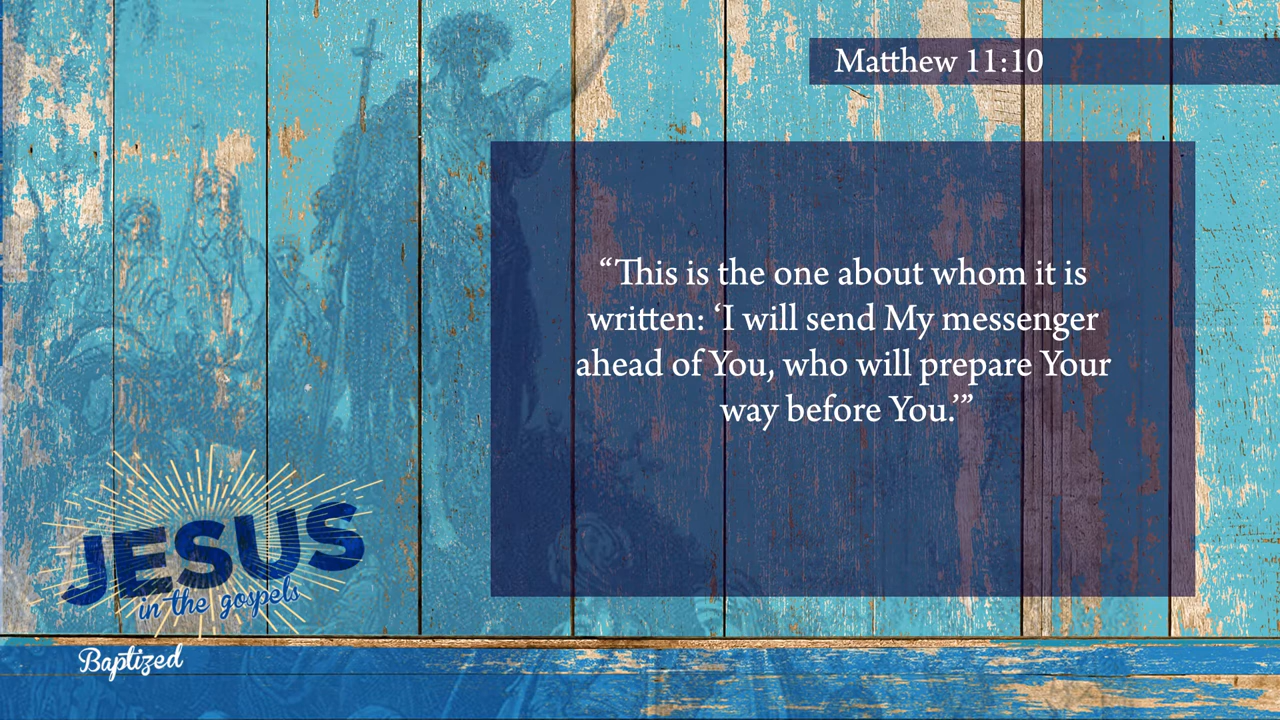 Matthew 11:10
“This is the one about whom it is
written: ‘I will send My messenger
ahead of You, who will prepare Your
way before You.’”
JESUS
in the gospels
Baptized